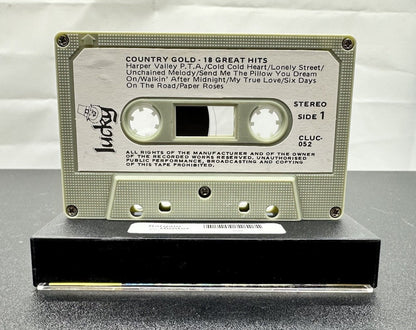 COUNTRY GOLD - 18 GREAT HITS
Harper Valley P.T.A./Cold Cold Heart/Lonely Street/
Unchained Melody/Send Me The Pillow You Dream
On/Walkin' After Midnight/My True Love/Six Days
On The Road/Paper Roses
STEREO
SIDE 1
CLUC-
052
lucky
ALL RIGHTS OF THE MANUFACTURER AND OF THE OWNER
OF THE RECORDED WORKS RESERVED. UNAUTHORISED
PUBLIC PERFORMANCE, BROADCASTING AND COPYING
OF THIS TAPE PROHIBITED.